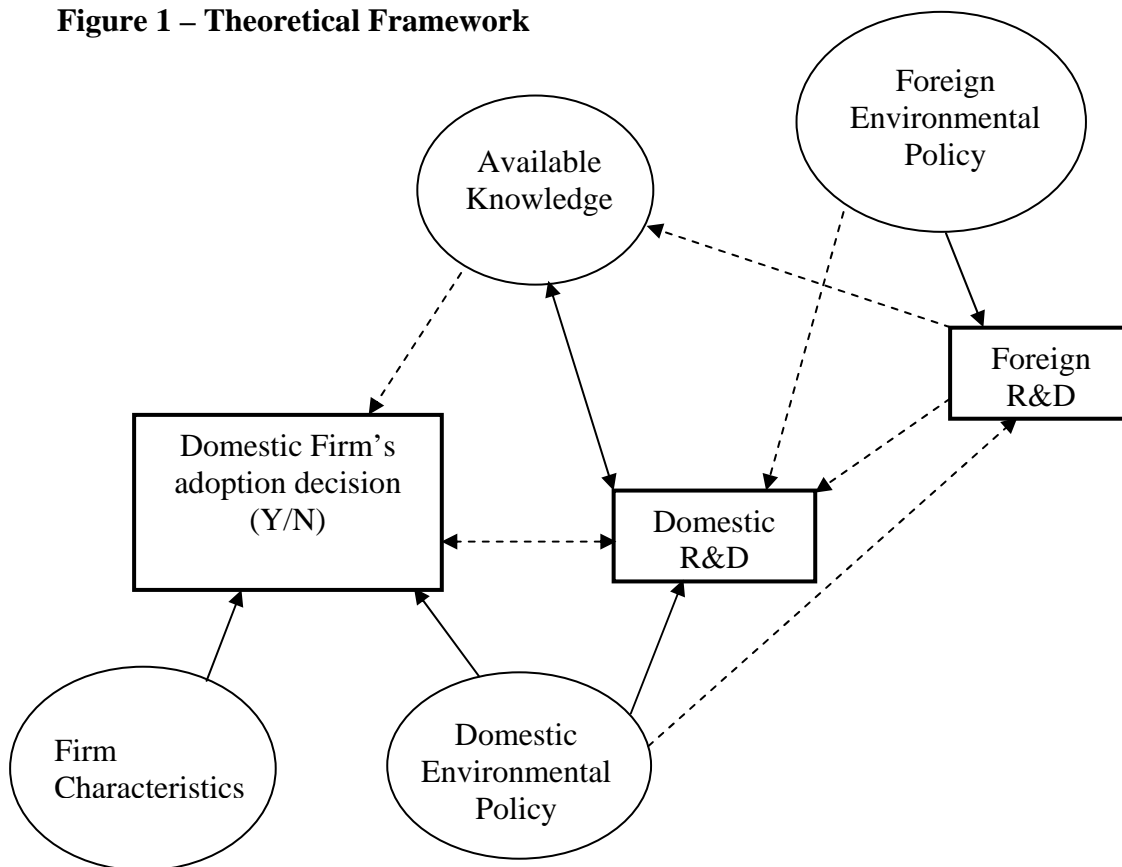 Figure 1 – Theoretical Framework
Foreign
Environmental
Policy
Available
Knowledge
Foreign
R&D
Domestic Firm’s
adoption decision
(Y/N)
Domestic
R&D
Firm
Characteristics
Domestic
Environmental
Policy